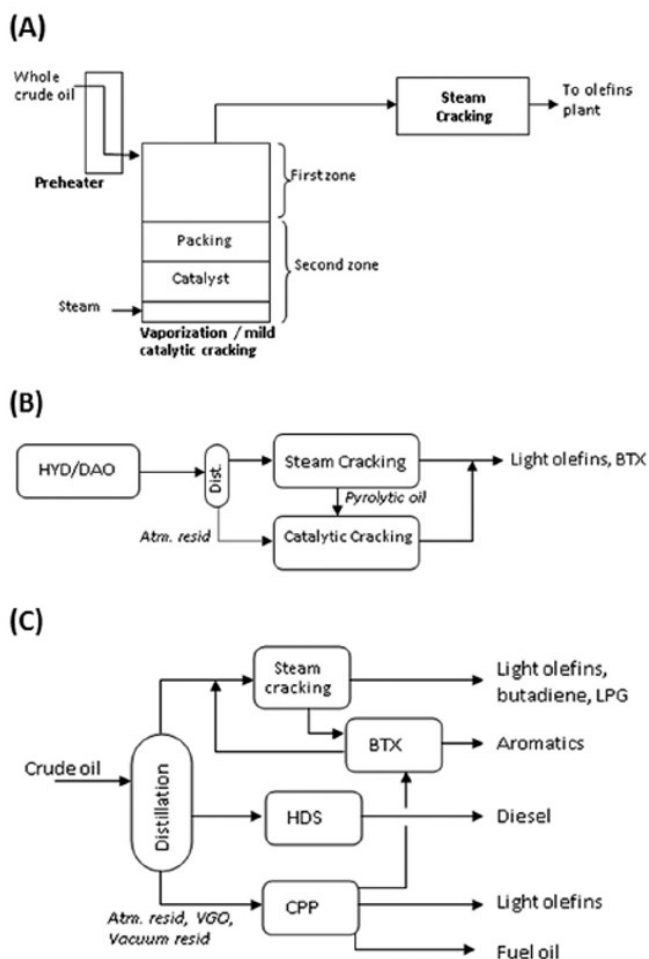 (A)
Whole
crude oil
Preheater
Steam
Cracking
To olefins
plant
First zone
Packing
Second zone
Catalyst
Steam
Vaporization / mild
catalytic cracking
(B)
HYD/DAO
Dist.
Steam Cracking
Light olefins, BTX
Pyrolytic oil
Atm. resid
Catalytic Cracking
(C)
Steam
cracking
Light olefins,
butadiene, LPG
BTX
Aromatics
Crude oil
Distillation
HDS
Diesel
Atm. resid, VGO,
Vacuum resid
CPP
Light olefins
Fuel oil